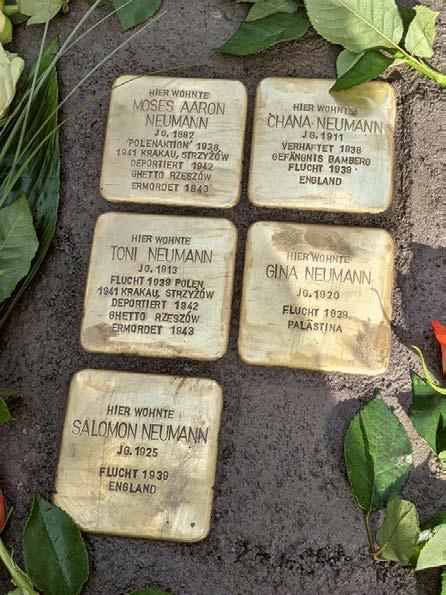 HIER WOHNTE
MOSES AARON
NEUMANN
JG. 1882
'POLENAKTION' 1938
1941 KRAKAU, STRZYŻÓW
DEPORTIERT 1942
GHETTO RZESZÓW
ERMORDET 1843
HIER WOHNTE
CHANA NEUMANN
JG. 1911
VERHAFTET 1938
GEFÄNGNIS BAMBERG
FLUCHT 1939
ENGLAND
HIER WOHNTE
TONI NEUMANN
JG. 1913
FLUCHT 1939 POLEN
1941 KRAKAU, STRZYŻÓW
DEPORTIERT 1942
GHETTO RZESZÓW
ERMORDET 1843
HIER WOHNTE
GINA NEUMANN
JG. 1920
FLUCHT 1939
PALÄSTINA
HIER WOHNTE
SALOMON NEUMANN
JG. 1925
FLUCHT 1939
ENGLAND